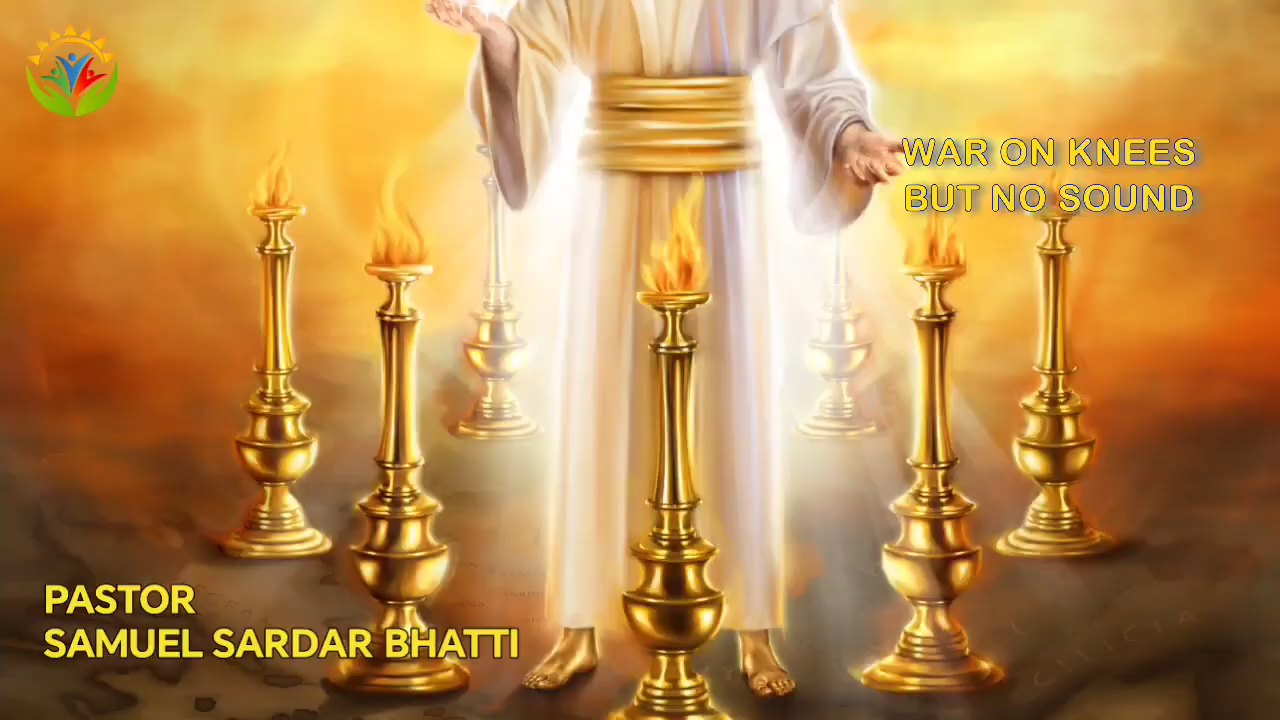 WAR ON KNEES
BUT NO SOUND
PASTOR
SAMUEL SARDAR BHATTI